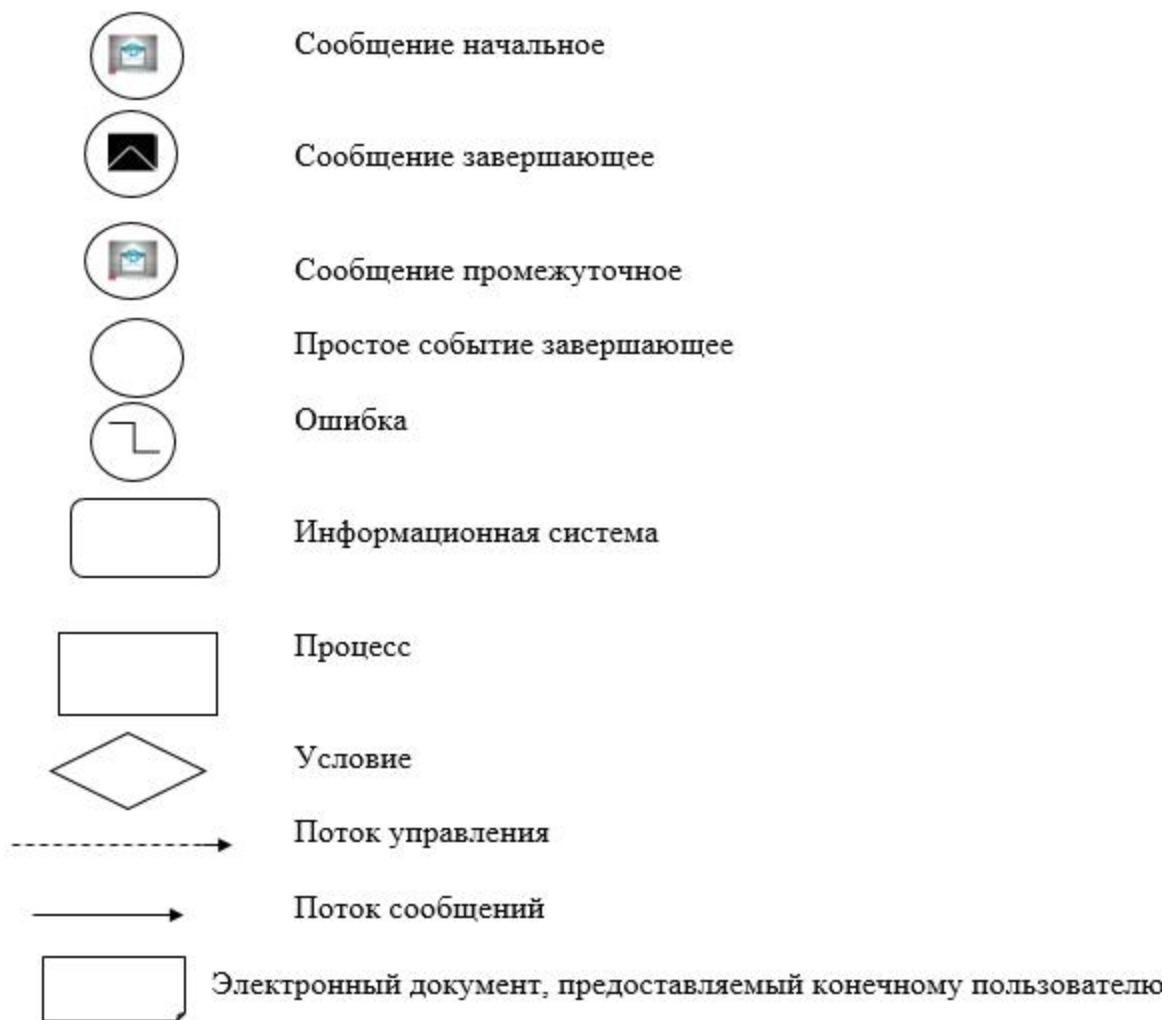 Сообщение начальное
Сообщение завершающее
Сообщение промежуточное
Простое событие завершающее
Ошибка
Информационная система
Процесс
Условие
Поток управления
Поток сообщений
Электронный документ, предоставляемый конечному пользователю